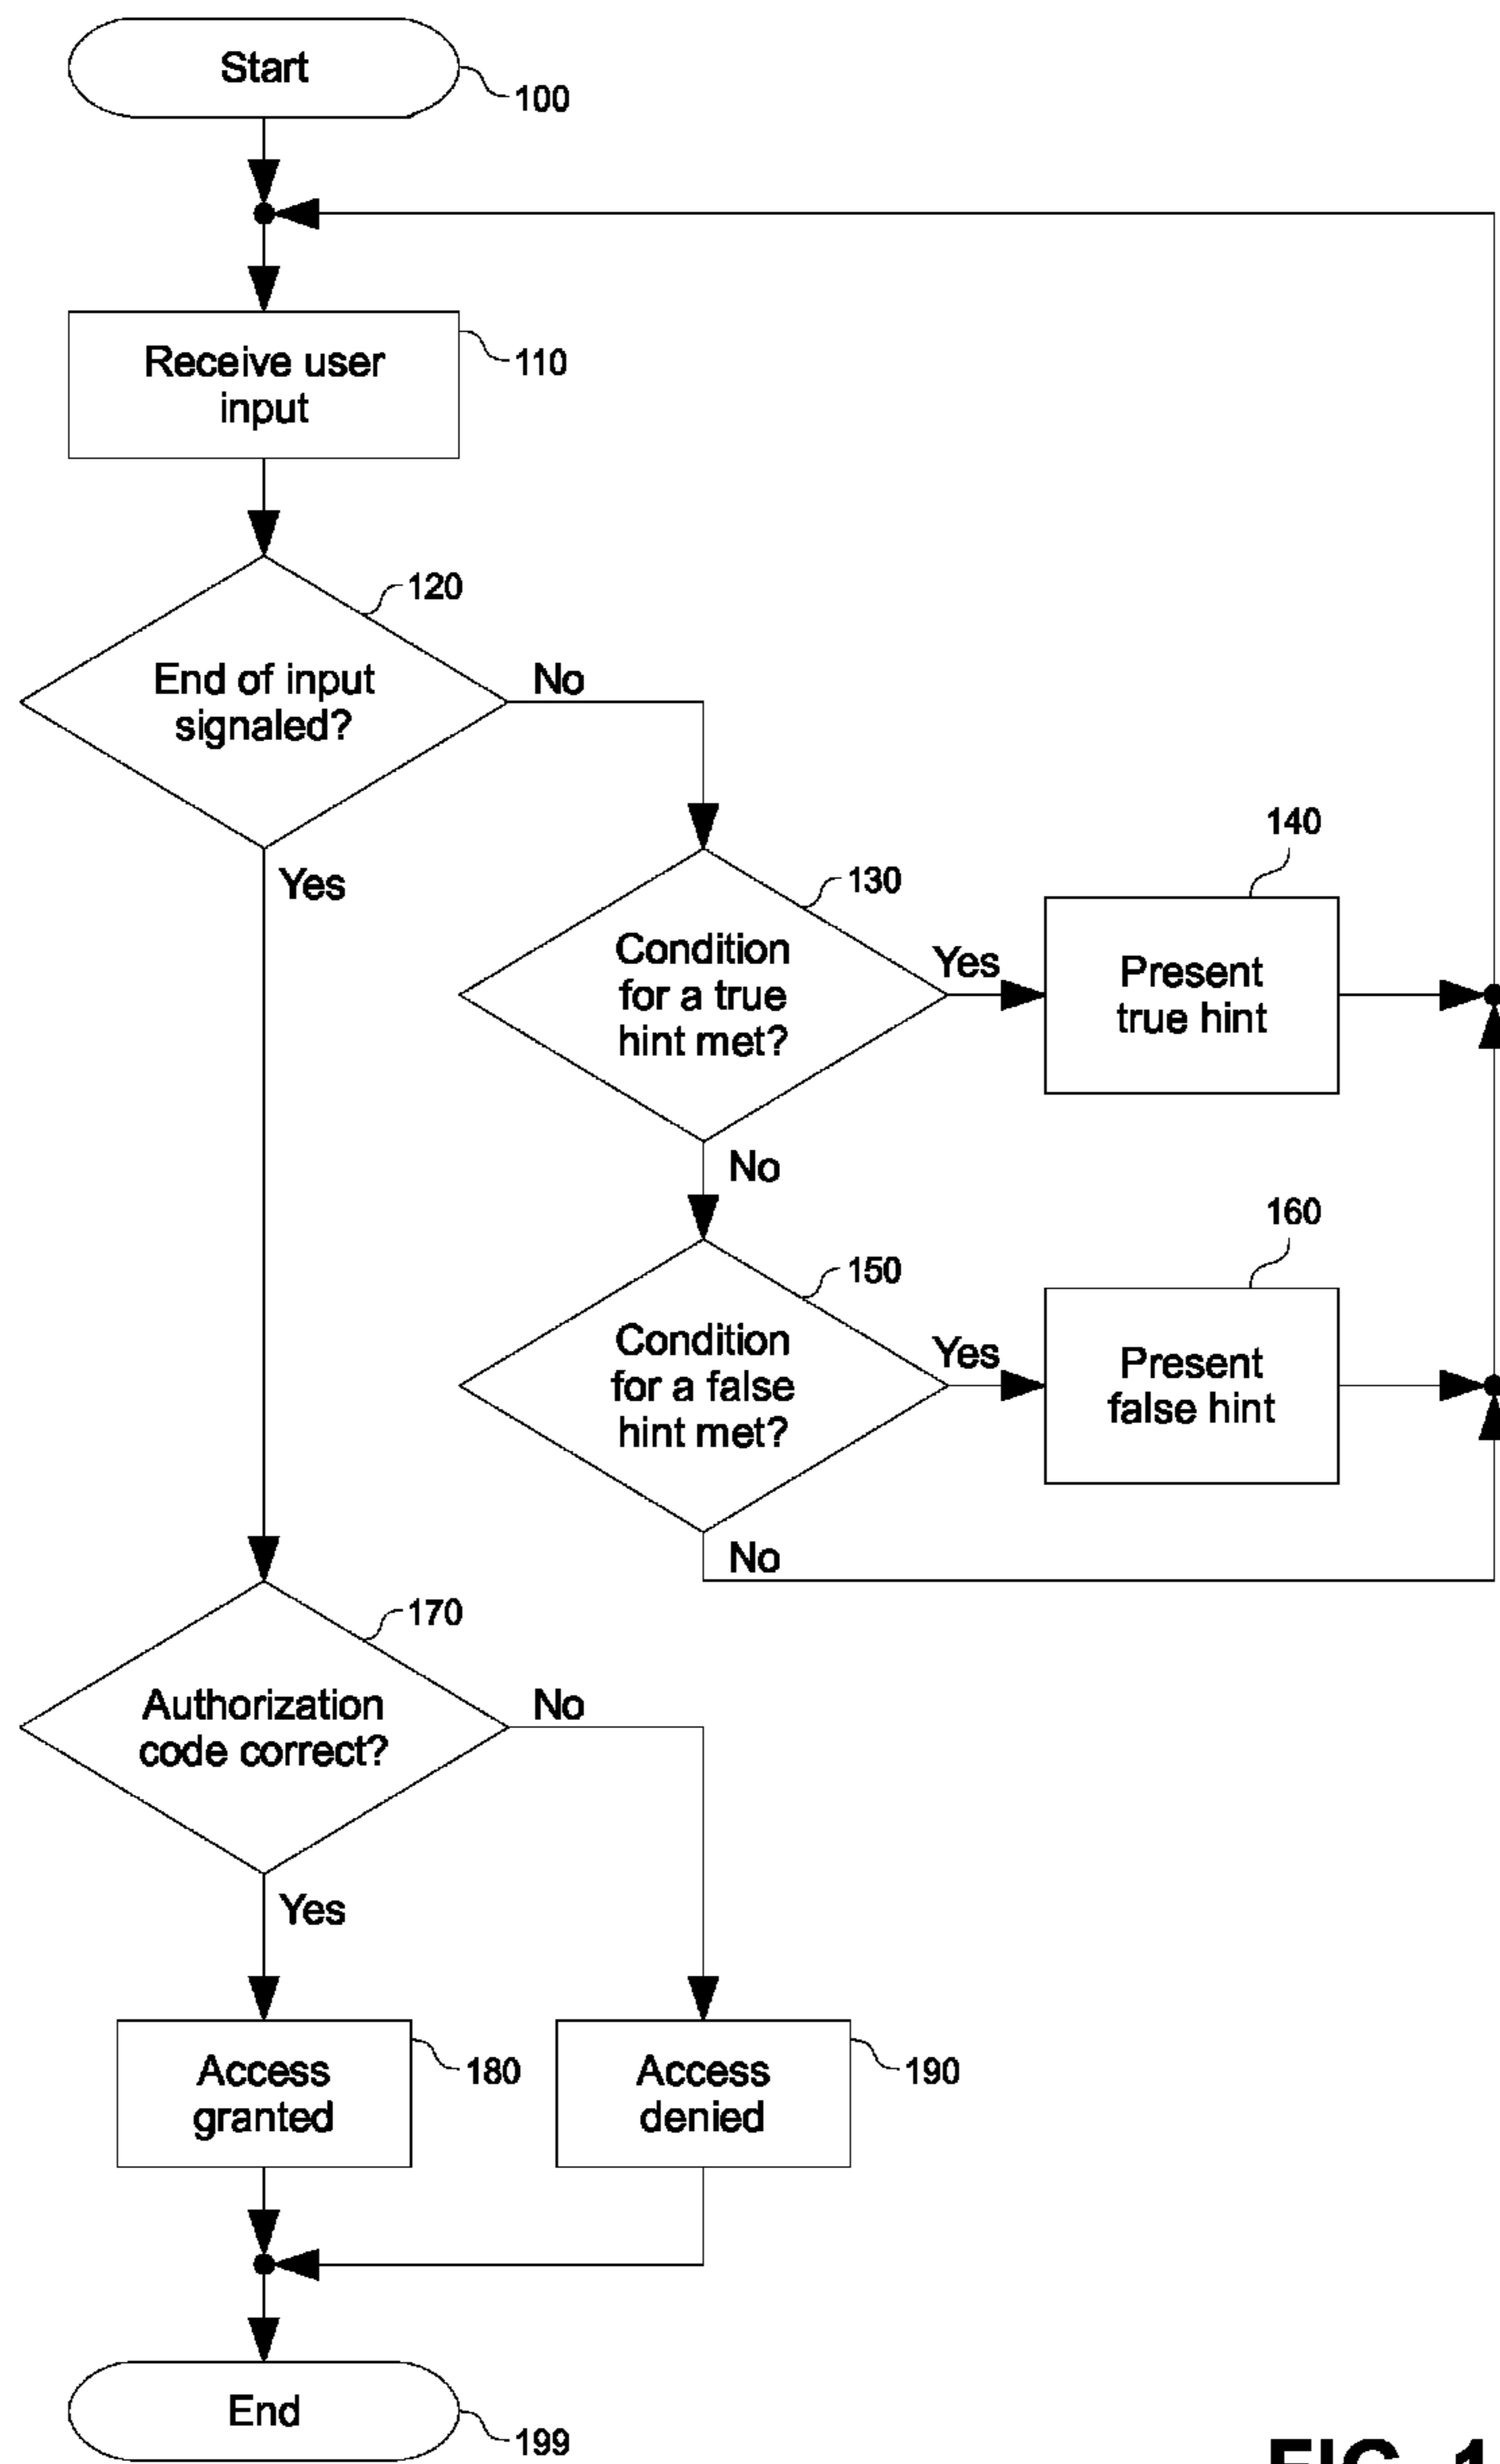 Start
100
Receive user
input
110
120
End of input
signaled?
No
Yes
130
Condition
for a true
hint met?
Yes
140
Present
true hint
No
150
Condition
for a false
hint met?
Yes
160
Present
false hint
No
170
Authorization
code correct?
No
Yes
Access
granted
180
Access
denied
190
End
199
FIG. 1